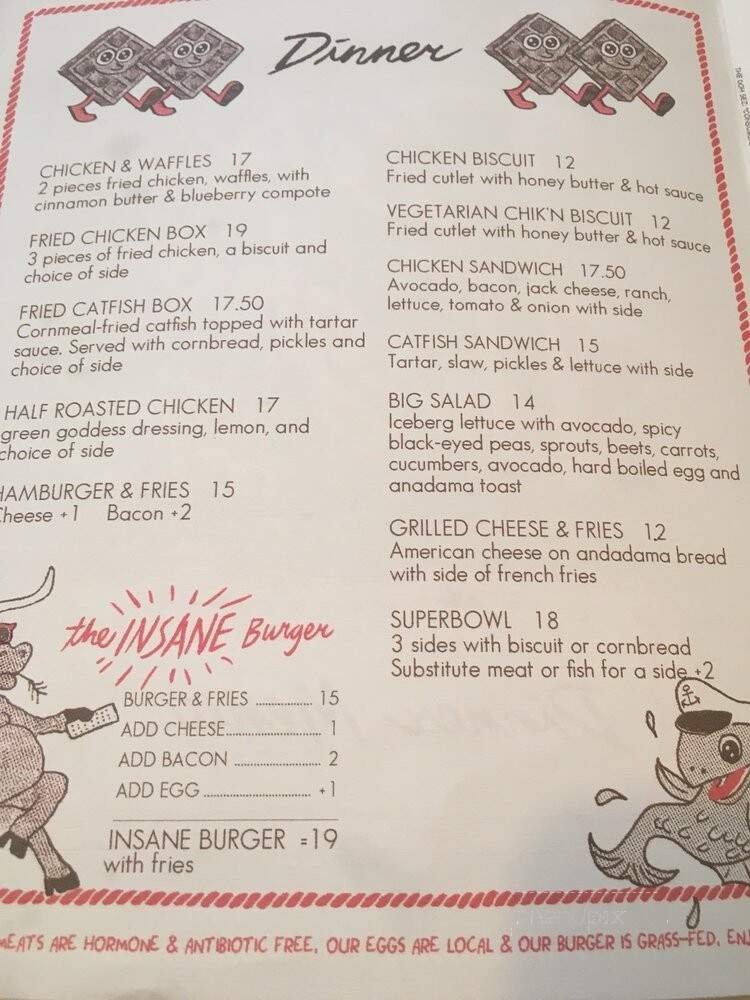 Dinner
CHICKEN & WAFFLES 17
2 pieces fried chicken, waffles, with
cinnamon butter & blueberry compote
FRIED CHICKEN BOX 19
3 pieces of fried chicken, a biscuit and
choice of side
FRIED CATFISH BOX 17.50
Cornmeal-fried catfish topped with tartar
sauce. Served with cornbread, pickles and
choice of side
HALF ROASTED CHICKEN 17
green goddess dressing, lemon, and
choice of side
HAMBURGER & FRIES 15
Cheese +1 Bacon +2
the INSANE Burger
BURGER & FRIES 15
ADD CHEESE 1
ADD BACON 2
ADD EGG +1
INSANE BURGER =19
with fries
CHICKEN BISCUIT 12
Fried cutlet with honey butter & hot sauce
VEGETARIAN CHIK'N BISCUIT 12
Fried cutlet with honey butter & hot sauce
CHICKEN SANDWICH 17.50
Avocado, bacon, jack cheese, ranch,
lettuce, tomato & onion with side
CATFISH SANDWICH 15
Tartar, slaw, pickles & lettuce with side
BIG SALAD 14
Iceberg lettuce with avocado, spicy
black-eyed peas, sprouts, beets, carrots,
cucumbers, avocado, hard boiled egg and
anadama toast
GRILLED CHEESE & FRIES 12
American cheese on andadama bread
with side of french fries
SUPERBOWL 18
3 sides with biscuit or cornbread
Substitute meat or fish for a side +2
MEATS ARE HORMONE & ANTIBIOTIC FREE, OUR EGGS ARE LOCAL & OUR BURGER IS GRASS-FED.